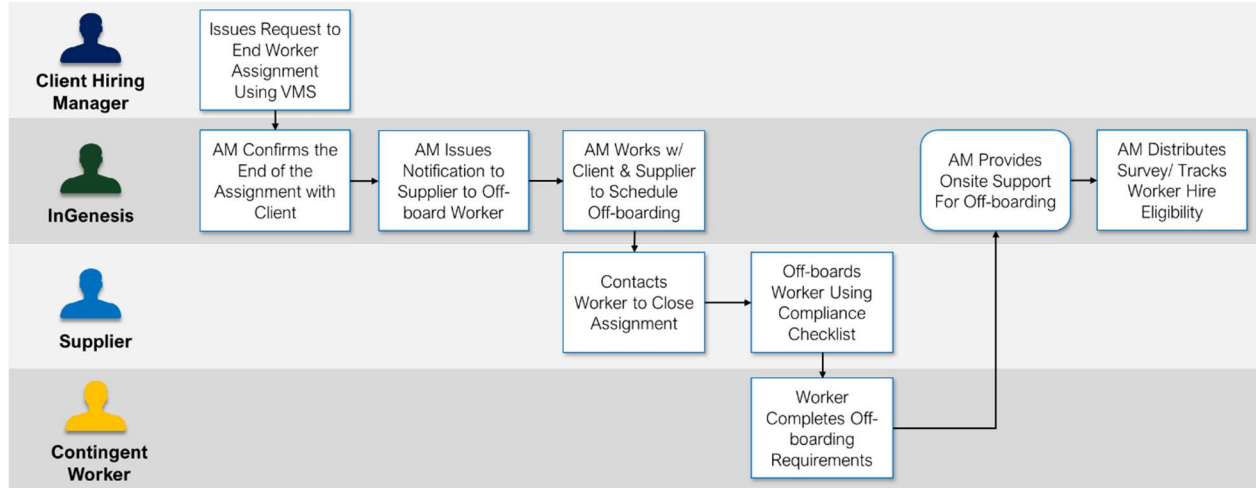 Client Hiring
Manager
Issues Request to
End Worker
Assignment
Using VMS
InGenesis
AM Confirms the
End of the
Assignment with
Client
AM Issues
Notification to
Supplier to Off-
board Worker
AM Works w/
Client & Supplier
to Schedule
Off-boarding
AM Provides
Onsite Support
For Off-boarding
AM Distributes
Survey/ Tracks
Worker Hire
Eligibility
Supplier
Contacts
Worker to Close
Assignment
Off-boards
Worker Using
Compliance
Checklist
Contingent
Worker
Worker
Completes Off-
boarding
Requirements